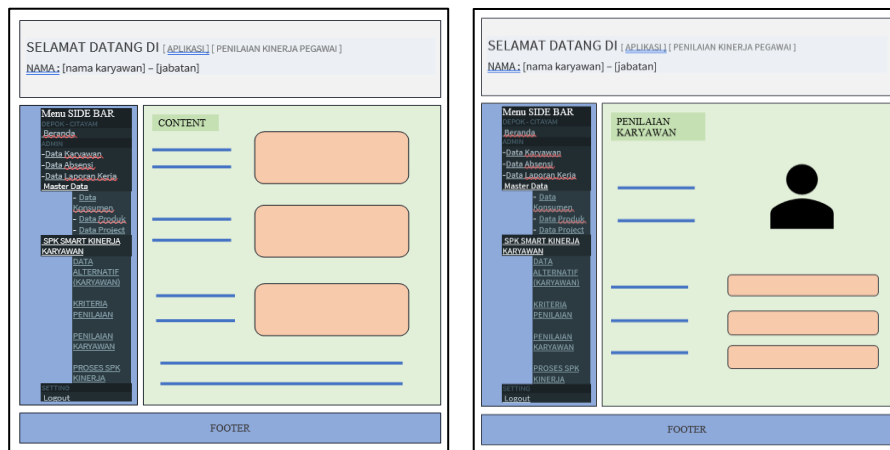 SELAMAT DATANG DI [ APLIKASI ] [ PENILAIAN KINERJA PEGAWAI ]
NAMA : [nama karyawan] – [jabatan]
Menu SIDE BAR
DEPOK - CITAYAM
Beranda
ADMIN
-Data Karyawan
-Data Absensi
-Data Laporan Kerja
Master Data
- Data
Konsumen
- Data Produk
- Data Project
SPK SMART KINERJA
KARYAWAN
DATA
ALTERNATIF
(KARYAWAN)
KRITERIA
PENILAIAN
PENILAIAN
KARYAWAN
PROSES SPK
KINERJA
SETTING
Logout
CONTENT
FOOTER
SELAMAT DATANG DI [ APLIKASI ] [ PENILAIAN KINERJA PEGAWAI ]
NAMA : [nama karyawan] – [jabatan]
Menu SIDE BAR
DEPOK - CITAYAM
Beranda
ADMIN
-Data Karyawan
-Data Absensi
-Data Laporan Kerja
Master Data
- Data
Konsumen
- Data Produk
- Data Project
SPK SMART KINERJA
KARYAWAN
DATA
ALTERNATIF
(KARYAWAN)
KRITERIA
PENILAIAN
PENILAIAN
KARYAWAN
PROSES SPK
KINERJA
SETTING
Logout
PENILAIAN
KARYAWAN
FOOTER